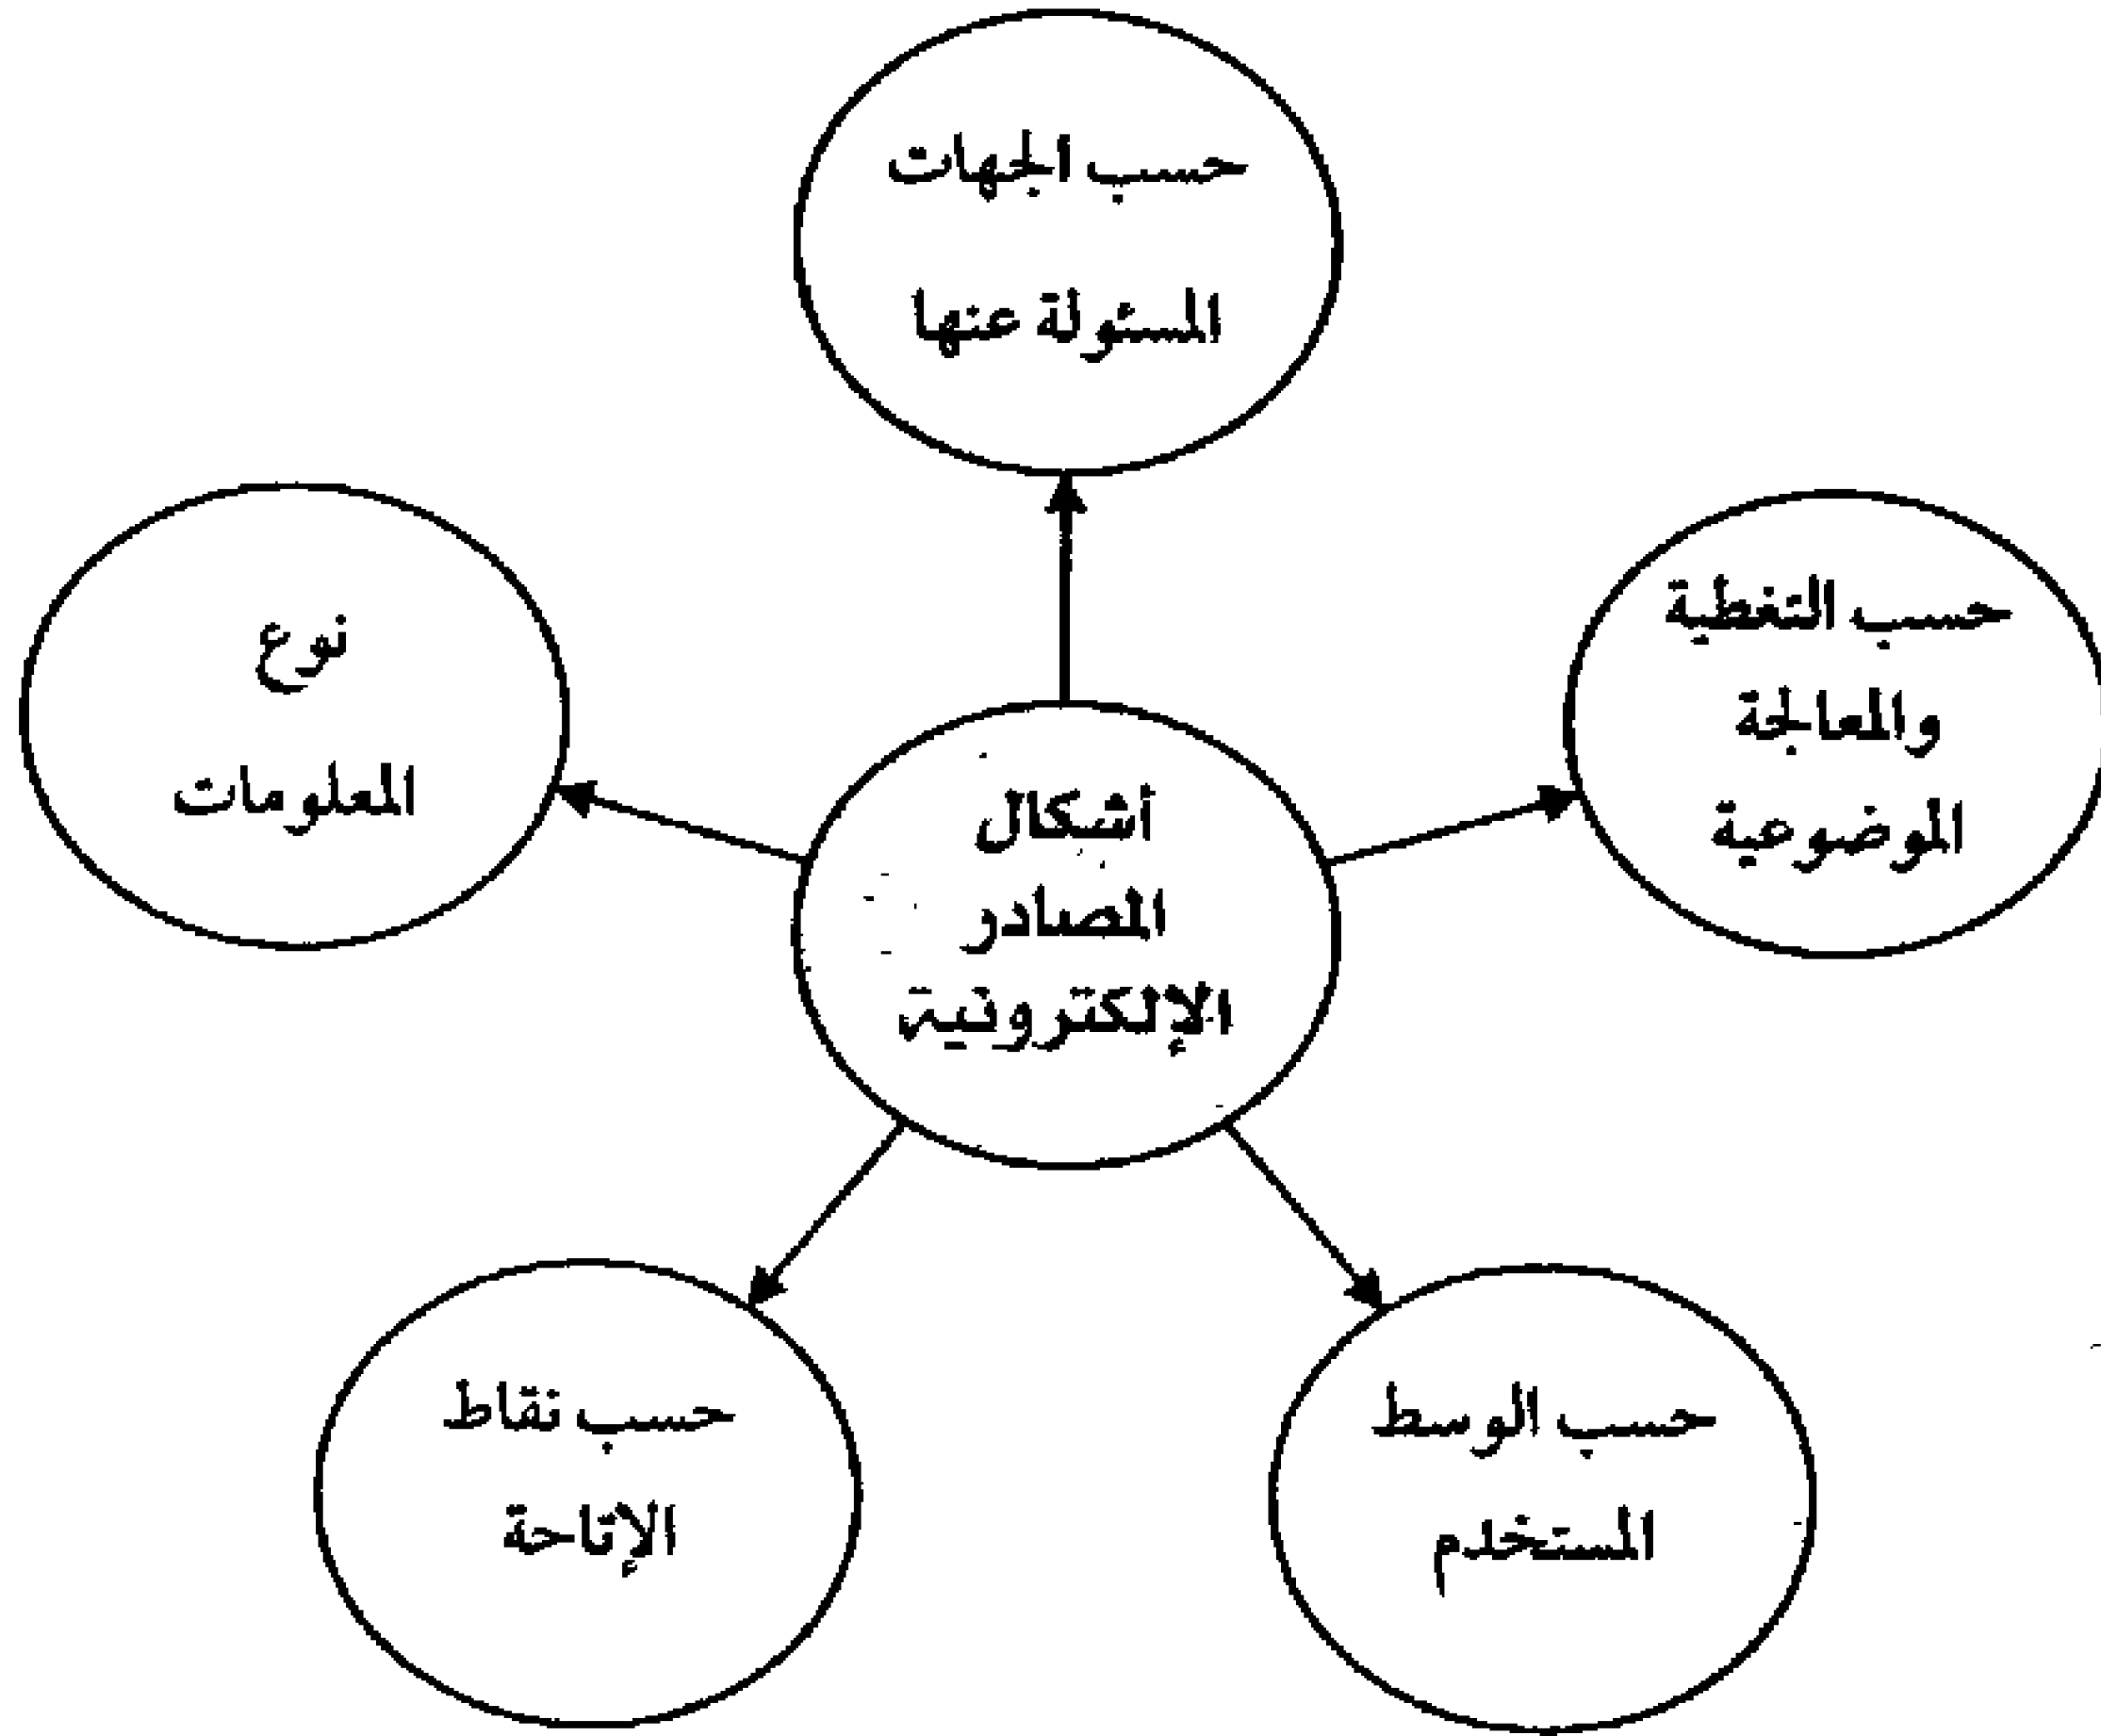 حسب الجهات
المسئولة عنها
حسب التغطية
والمعالجة
الموضوعية
نوع
المعلومات
أشكال
المصادر
الإلكترونية
حسب الوسط
المستخدم
حسب نقاط
الإتاحة